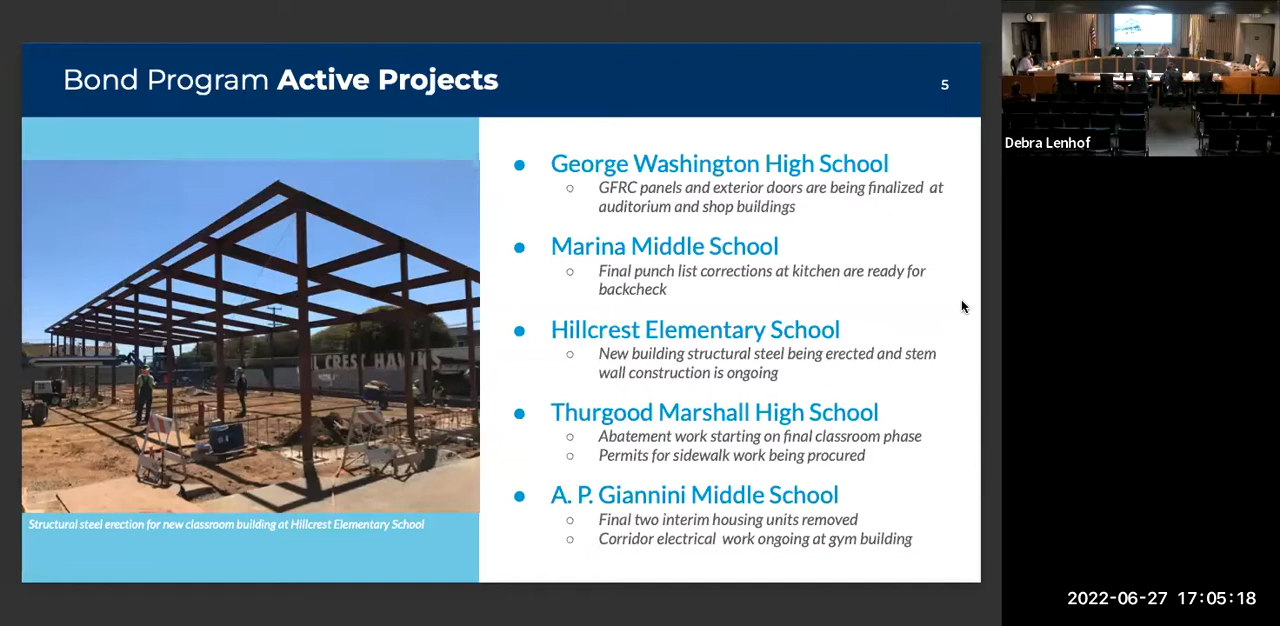 Bond Program Active Projects
5
George Washington High School
GFRC panels and exterior doors are being finalized at
auditorium and shop buildings
Marina Middle School
Final punch list corrections at kitchen are ready for
backcheck
Hillcrest Elementary School
New building structural steel being erected and stem
wall construction is ongoing
Thurgood Marshall High School
Abatement work starting on final classroom phase
Permits for sidewalk work being procured
A. P. Giannini Middle School
Final two interim housing units removed
Corridor electrical work ongoing at gym building
CREST HAWKS
Structural steel erection for new classroom building at Hillcrest Elementary School
Debra Lenhof
2022-06-27 17:05:18